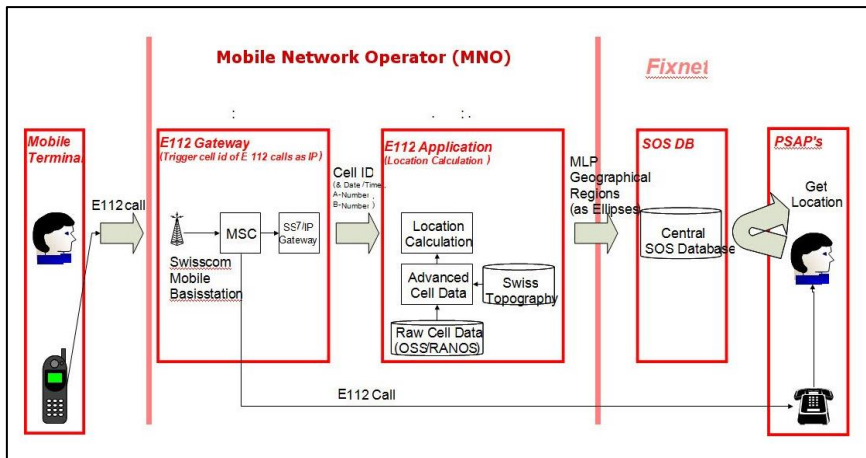 Mobile Network Operator (MNO)
Fixnet
: . :
Mobile
Terminal
E112 call
E112 Gateway
(Trigger cell id of E 112 calls as IP)
MSC
SS7/IP
Gateway
Swisscom
Mobile
Basisstation
Cell ID
(& Date /Time,
A-Number,
B-Number)
E112 Application
(Location Calculation )
Location
Calculation
Advanced
Cell Data
Swiss
Topography
Raw Cell Data
(OSS/RANOS)
MLP
Geographical
Regions
(as Ellipses)
SOS DB
Central
SOS Database
PSAP's
Get
Location
E112 Call